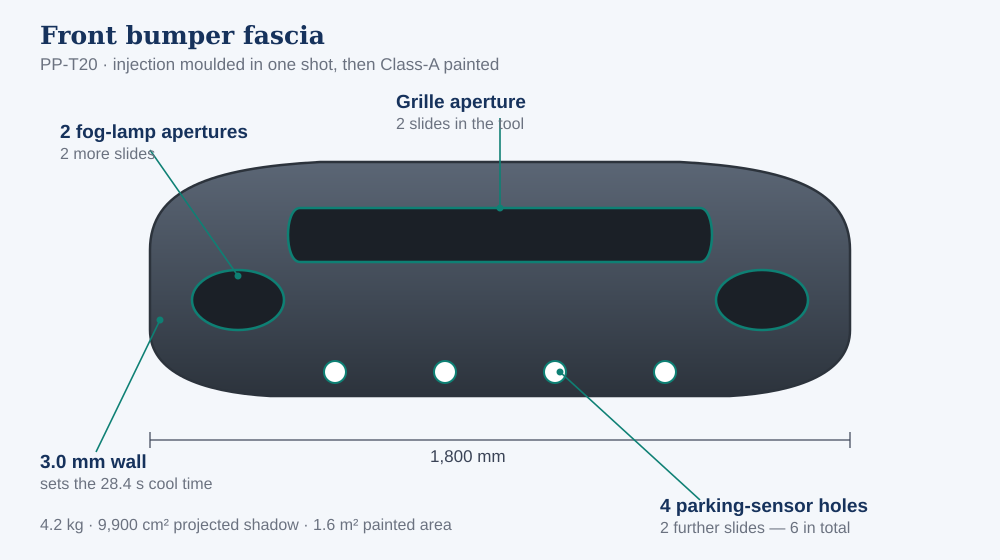 Front bumper fascia
PP-T20 · injection moulded in one shot, then Class-A painted
Grille aperture
2 slides in the tool
2 fog-lamp apertures
2 more slides
1,800 mm
3.0 mm wall
sets the 28.4 s cool time
4 parking-sensor holes
2 further slides — 6 in total
4.2 kg · 9,900 cm² projected shadow · 1.6 m² painted area